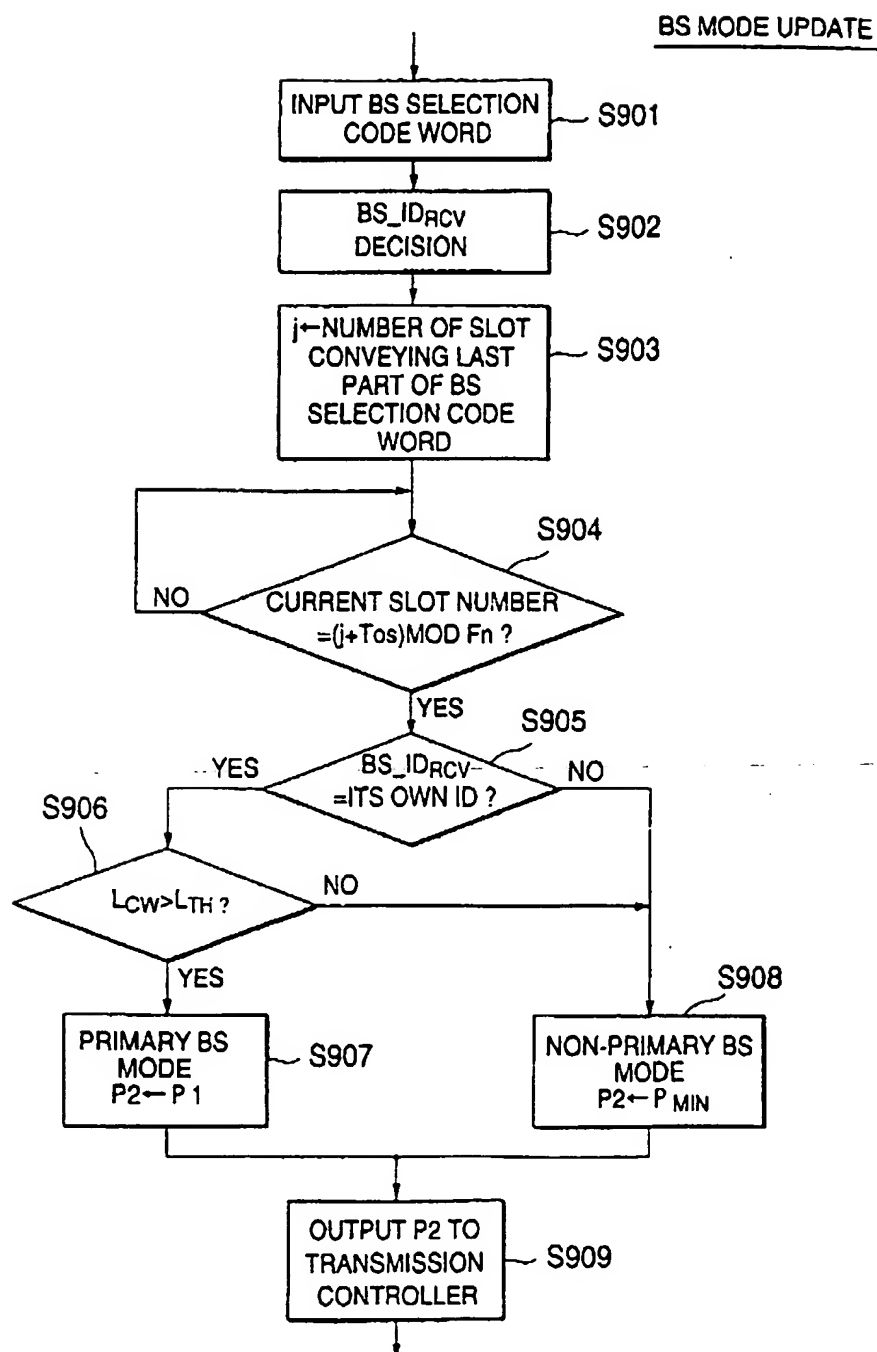 BS MODE UPDATE
INPUT BS SELECTION
CODE WORD
S901
BS_IDRCV
DECISION
S902
j←NUMBER OF SLOT
CONVEYING LAST
PART OF BS
SELECTION CODE
WORD
S903
S904
NO
CURRENT SLOT NUMBER
=(j+Tos)MOD Fn ?
YES
S905
YES
BS_IDRCV
=ITS OWN ID ?
NO
S906
LCW>LTH ?
NO
YES
S908
PRIMARY BS
MODE
P2←P1
S907
NON-PRIMARY BS
MODE
P2←PMIN
OUTPUT P2 TO
TRANSMISSION
CONTROLLER
S909